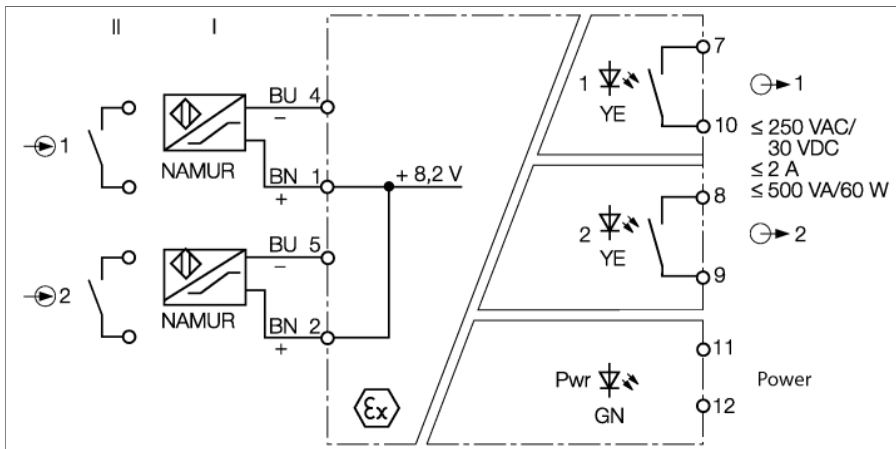 II I
1
BU 4
−
NAMUR
BN 1
+
+ 8,2 V
2
BU 5
−
NAMUR
BN 2
+
Ex
1
YE
7
10
1
≤ 250 VAC/
30 VDC
≤ 2 A
≤ 500 VA/60 W
2
YE
8
9
2
Pwr
GN
11
12
Power